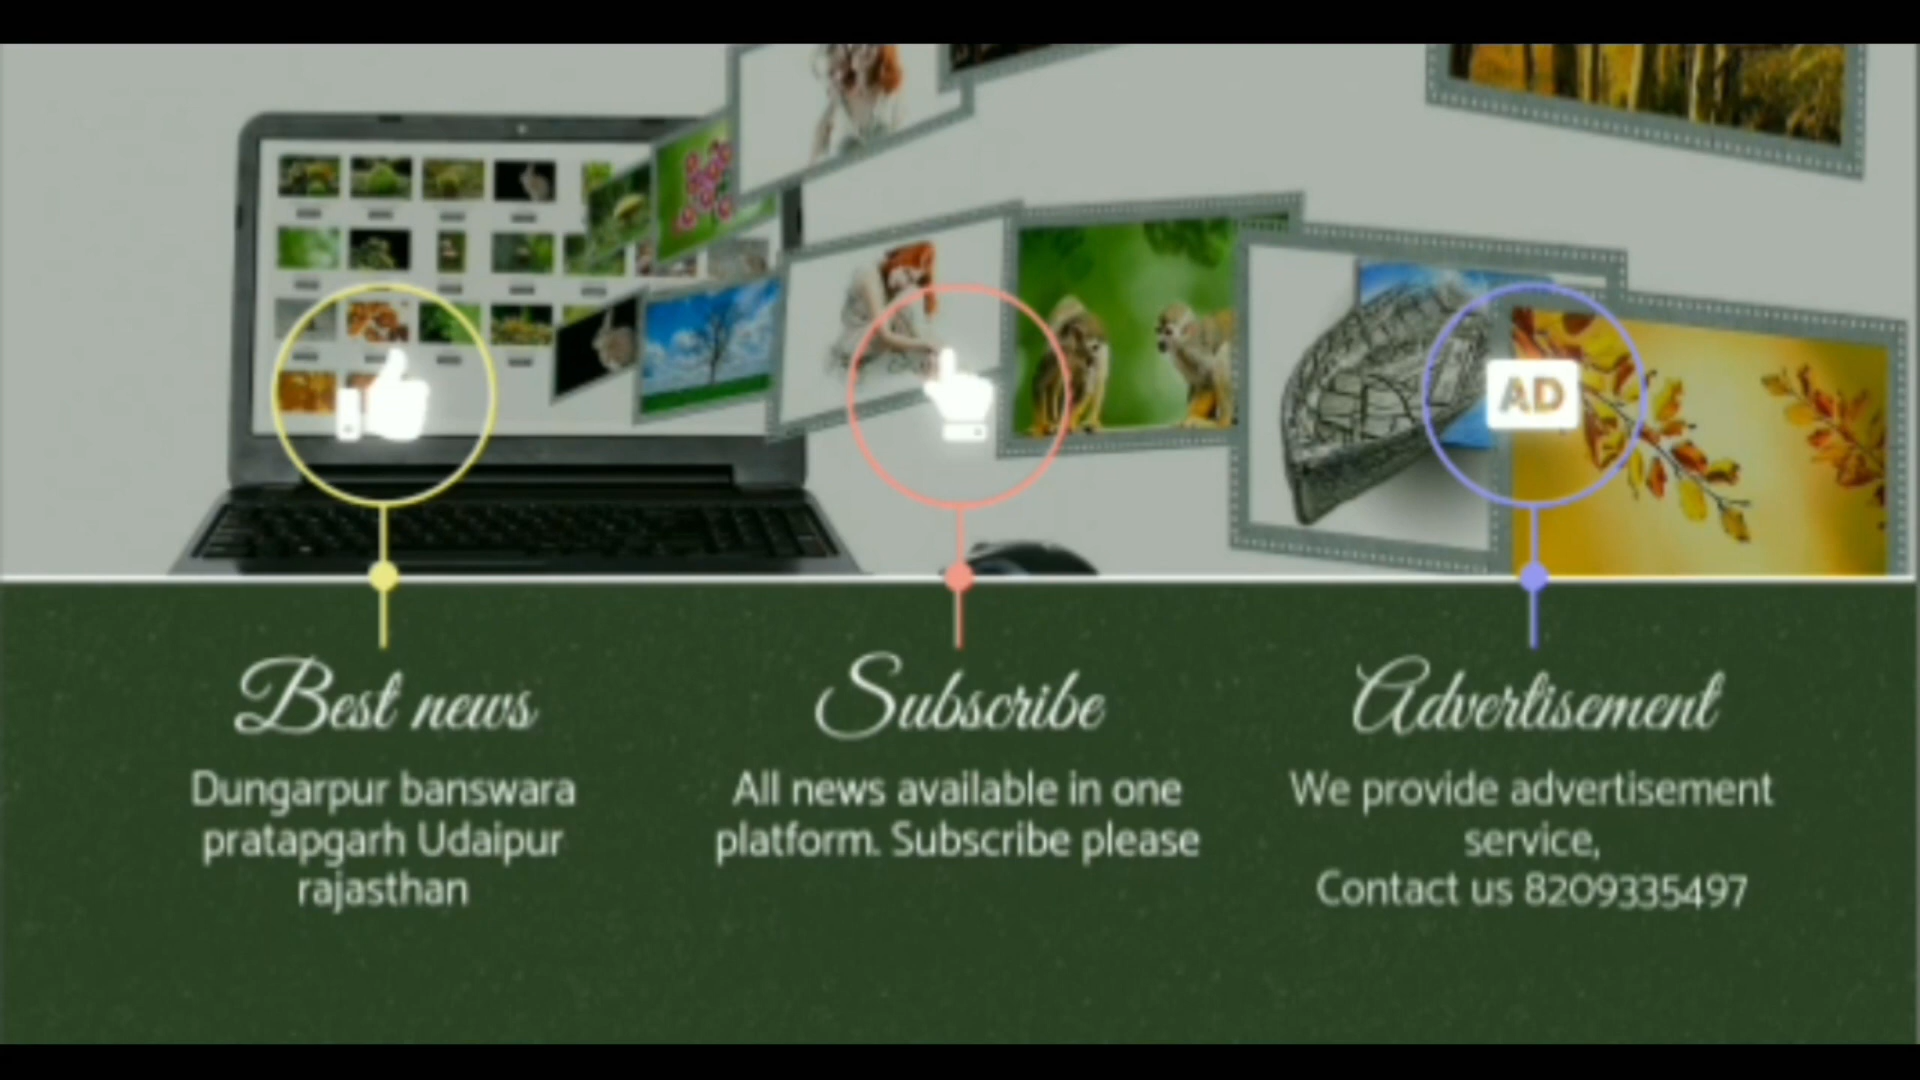 AD
Best news
Dungarpur banswara
pratapgarh Udaipur
rajasthan
Subscribe
All news available in one
platform. Subscribe please
Advertisement
We provide advertisement
service,
Contact us 8209335497